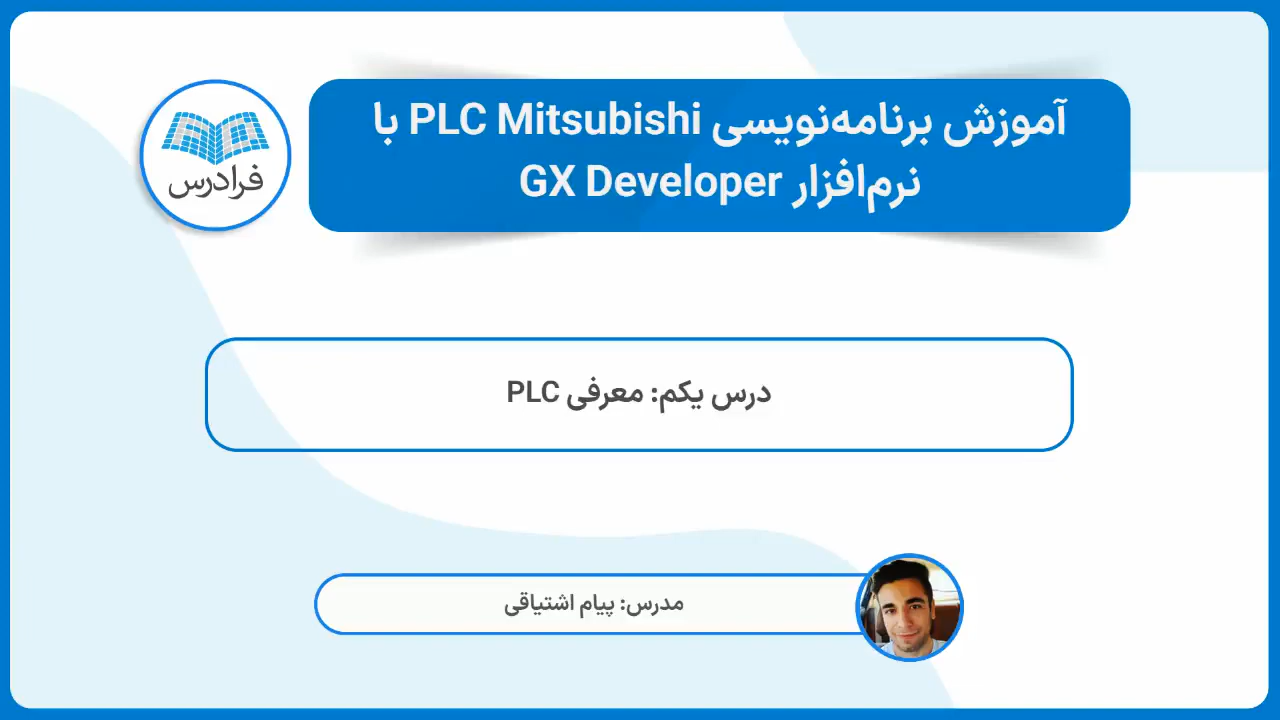 آموزش برنامه‌نویسی PLC Mitsubishi با
نرم‌افزار GX Developer
فرادرس
درس یکم: معرفی PLC
مدرس: پیام اشتیاقی